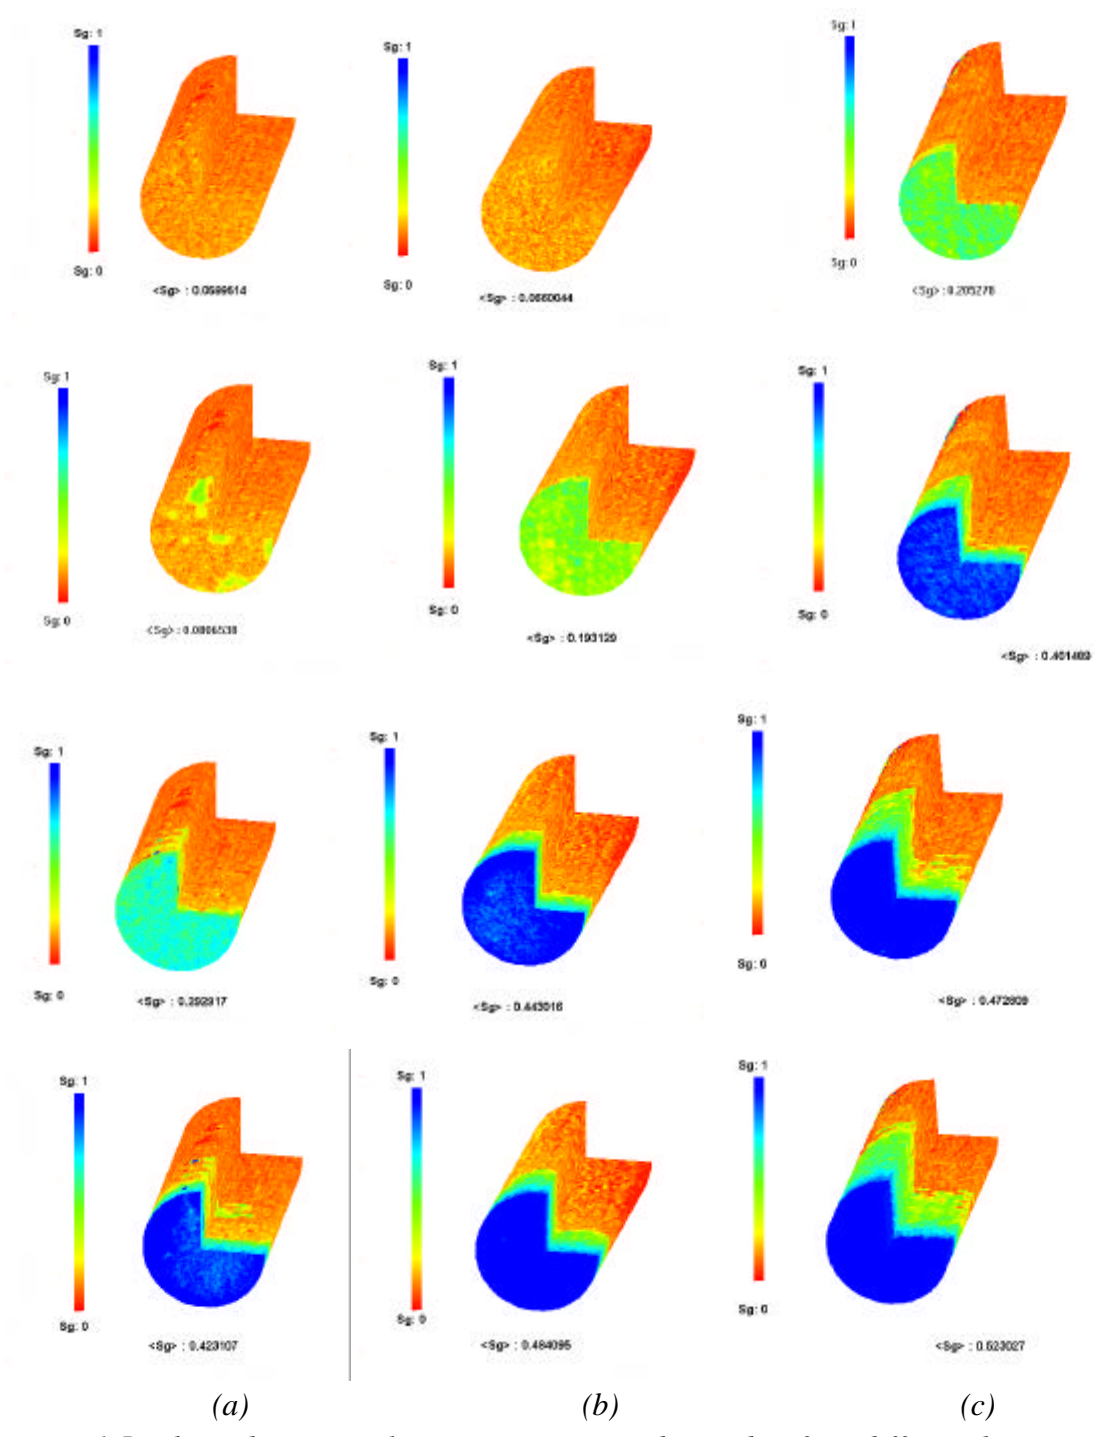 Sg: 1
Sg: 1
Sg: 1
Sg: 0
Sg: 0
Sg: 0
<Sg> : 0.0599614
<Sg> : 0.0660044
<Sg> : 0.205278
Sg: 1
Sg: 1
Sg: 1
Sg: 0
Sg: 0
Sg: 0
<Sg> : 0.0806538
<Sg> : 0.193129
<Sg> : 0.401489
Sg: 1
Sg: 1
Sg: 1
Sg: 0
Sg: 0
Sg: 0
<Sg> : 0.292917
<Sg> : 0.443016
<Sg> : 0.472809
Sg: 1
Sg: 1
Sg: 1
Sg: 0
Sg: 0
Sg: 0
<Sg> : 0.423107
<Sg> : 0.484095
<Sg> : 0.523027
(a)
(b)
(c)